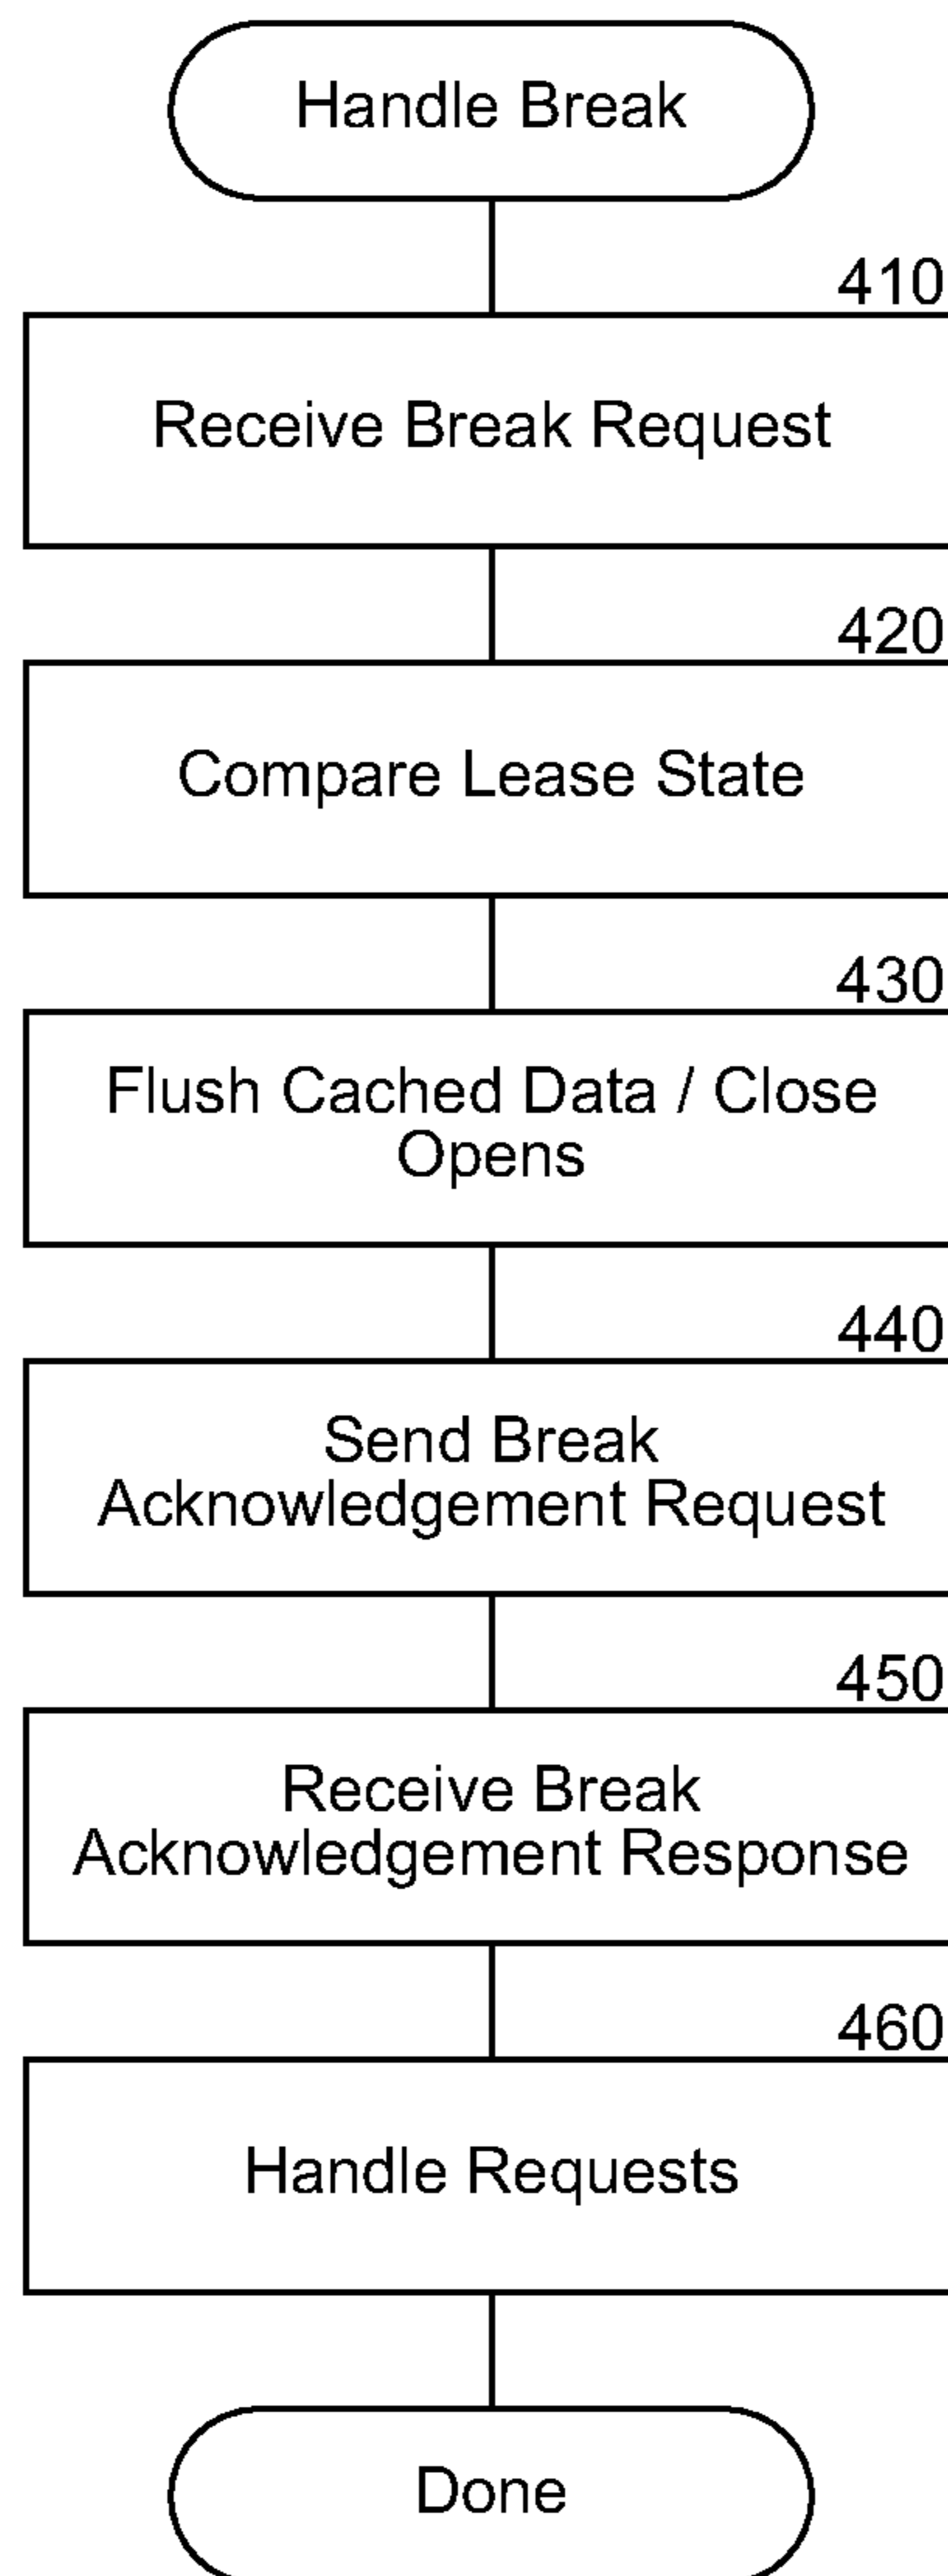 Handle Break
410
Receive Break Request
420
Compare Lease State
430
Flush Cached Data / Close
Opens
440
Send Break
Acknowledgement Request
450
Receive Break
Acknowledgement Response
460
Handle Requests
Done